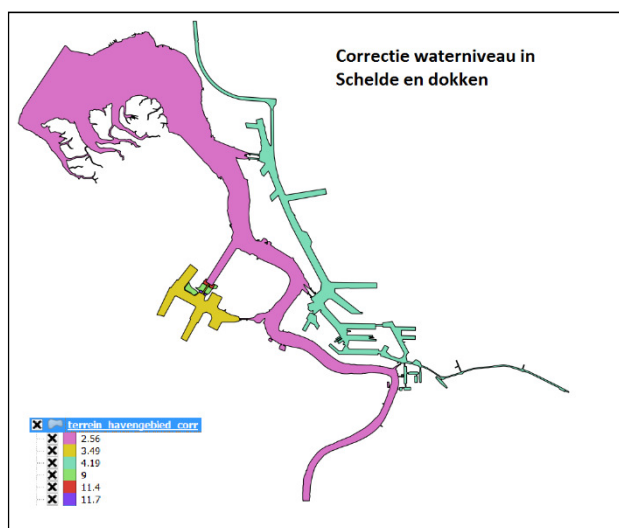 Correctie waterniveau in
Schelde en dokken
terrein_havengebied_corr
2.56
3.49
4.19
9
11.4
11.7